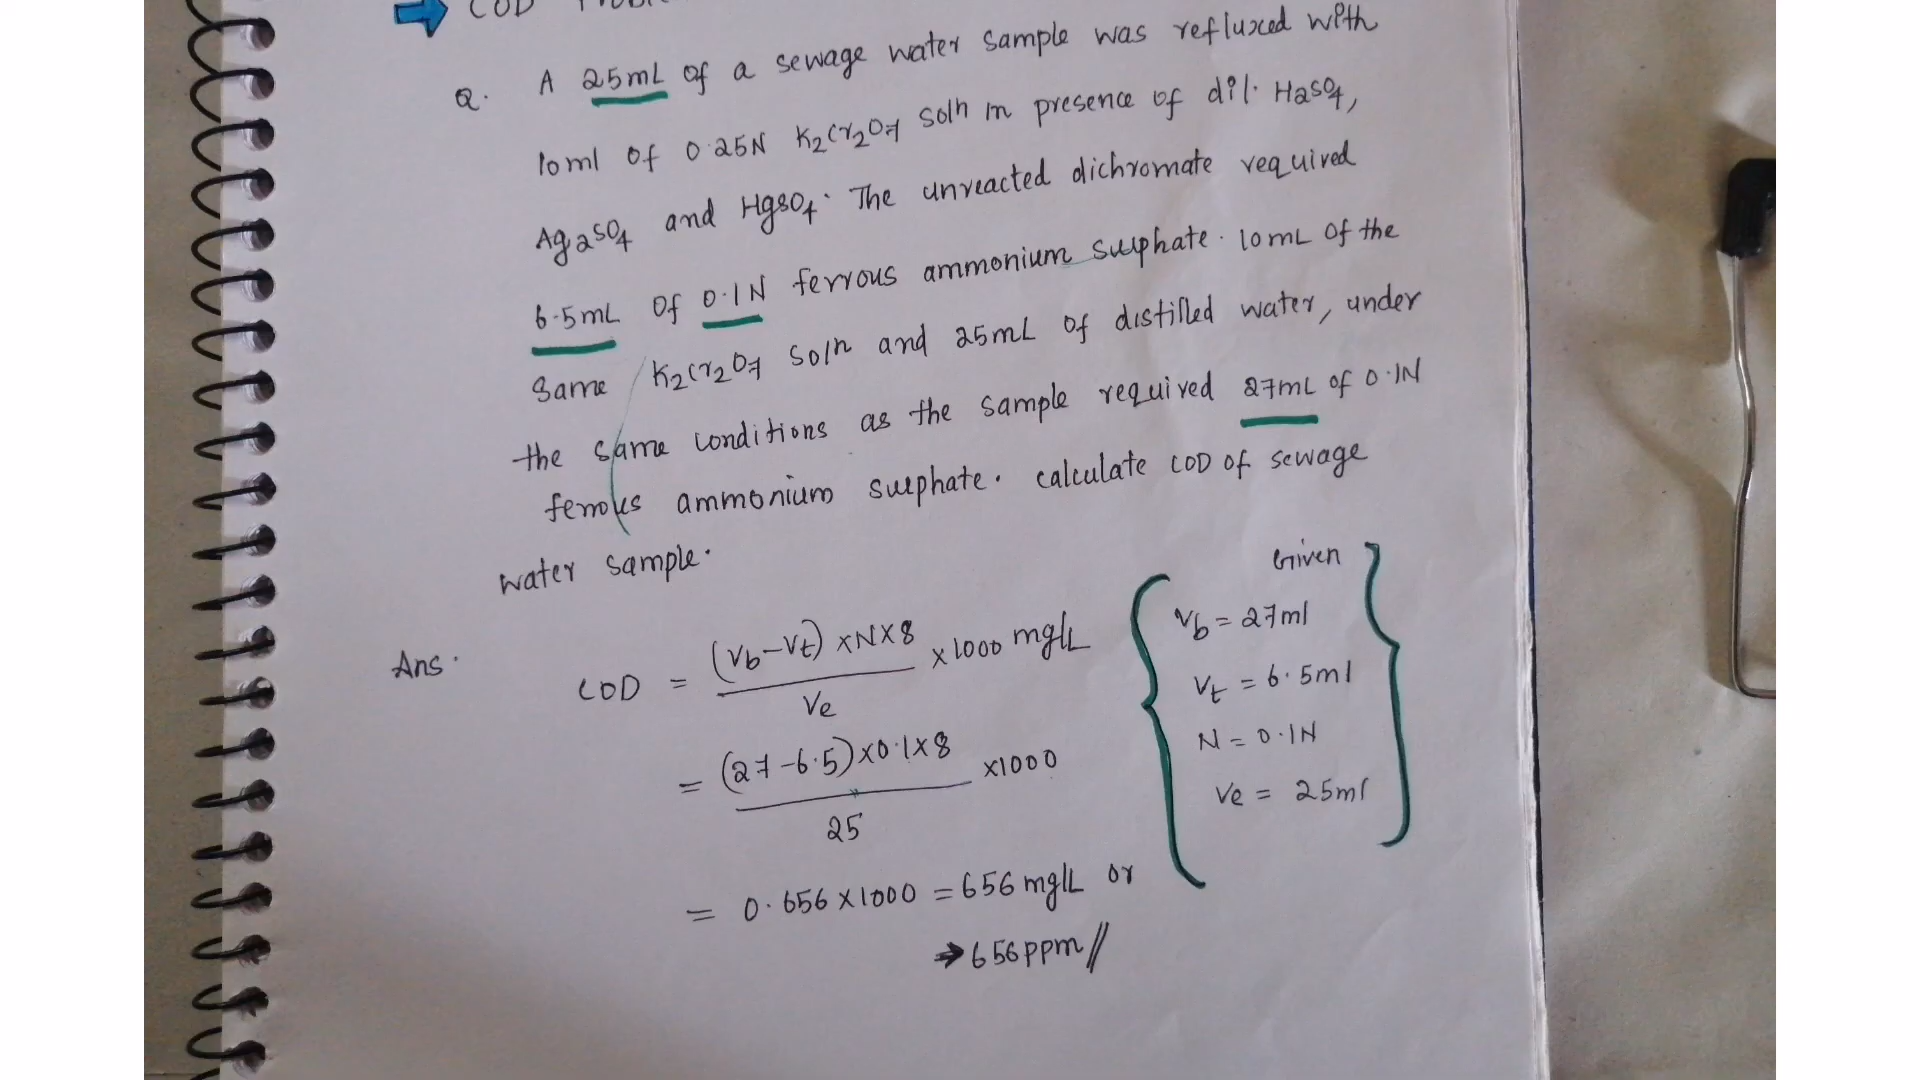 COD
Q. A 25mL of a sewage water sample was refluxed with
10ml of 0.25N K2Cr2O7 solh in presence of dil. H2SO4,
Ag2SO4 and HgSO4. The unreacted dichromate required
6.5mL of 0.1N ferrous ammonium sulphate. 10mL of the
Same K2Cr2O7 solh and 25mL of distilled water, under
the same conditions as the sample required 27mL of 0.1N
ferrous ammonium sulphate. calculate COD of sewage
water sample.
Given
Ans. COD = (Vb-Vt) ×N×8 / Ve ×1000 mg/L
Vb = 27ml
Vt = 6.5ml
= (27-6.5)×0.1×8 / 25 ×1000
N = 0.1N
Ve = 25ml
= 0.656×1000 = 656 mg/L or
→ 656ppm//